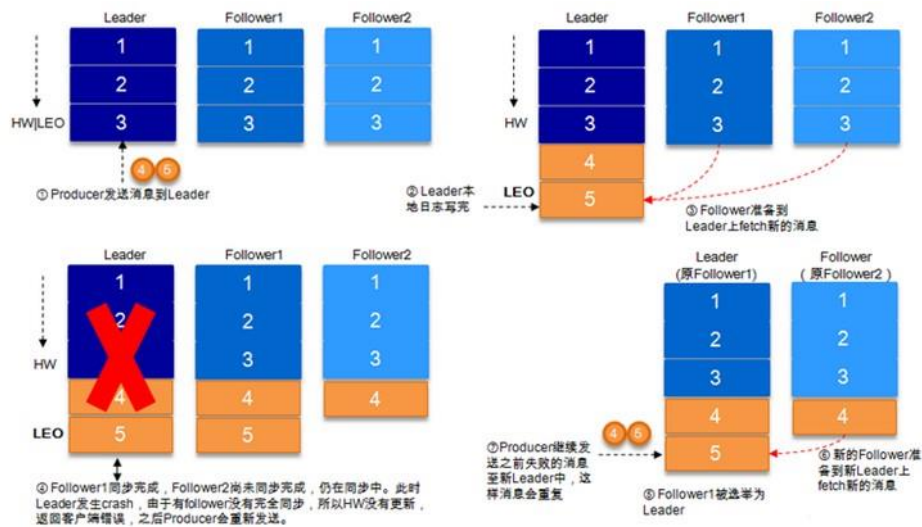 Leader Follower1 Follower2
1 1 1
2 2 2
HW|LEO 3 3 3
4 5
① Producer发送消息到Leader
Leader Follower1 Follower2
1 1 1
2 2 2
HW 3 3 3
4
② Leader本
地日志写完
LEO 5
③ Follower准备到
Leader上fetch新的消息
Leader Follower1 Follower2
1 1 1
2 2 2
HW 3 3
4 4
LEO 5 5
④ Follower1同步完成，Follower2尚未同步完成，仍在同步中。此时
Leader发生crash，由于有follower没有完全同步，所以HW没有更新，
返回客户端错误，之后Producer会重新发送。
Leader Follower
(原Follower1) (原Follower2)
1 1
2 2
3 3
4 4
4 5
5
⑦Producer继续发
送之前失败的消息
至新Leader中，这
样消息会重复
⑤ Follower1被选举为
Leader
⑥ 新的Follower准
备到新Leader上
fetch新的消息